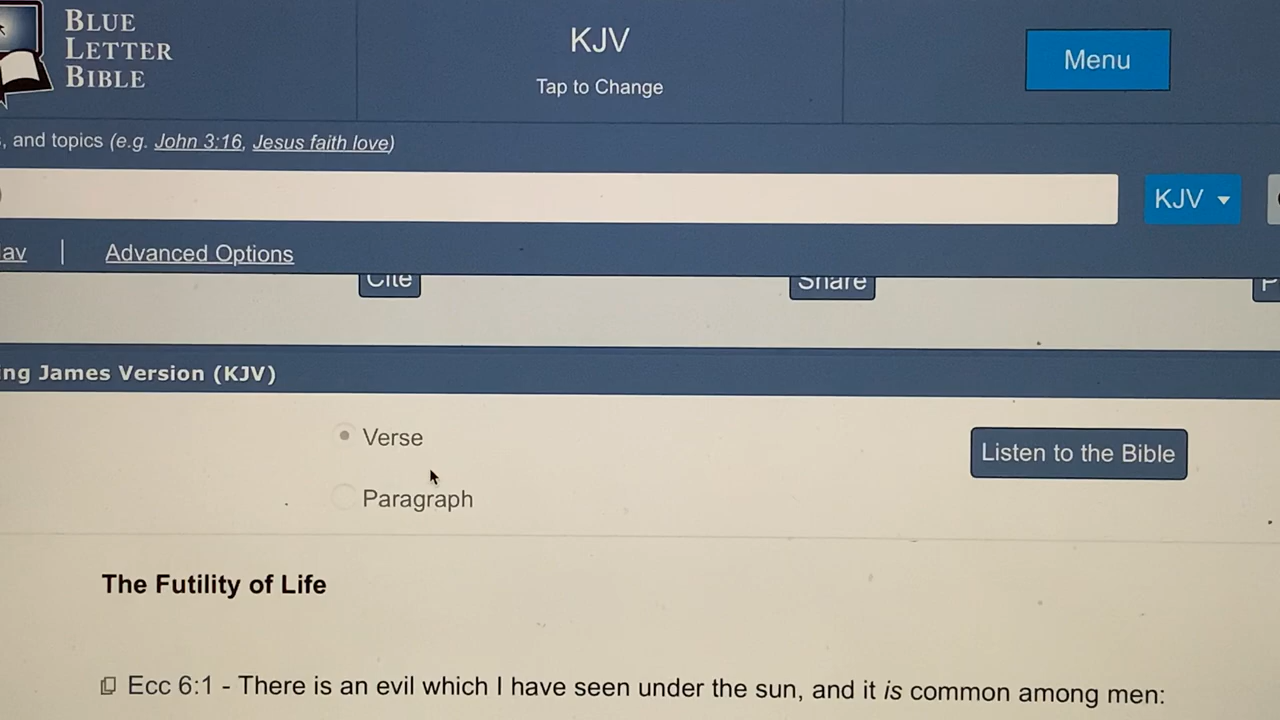 BLUE
LETTER
BIBLE
KJV
Tap to Change
Menu
, and topics (e.g. John 3:16, Jesus faith love)
KJV
Advanced Options
Cite
Share
ing James Version (KJV)
Verse
Paragraph
Listen to the Bible
The Futility of Life
Ecc 6:1 - There is an evil which I have seen under the sun, and it is common among men: